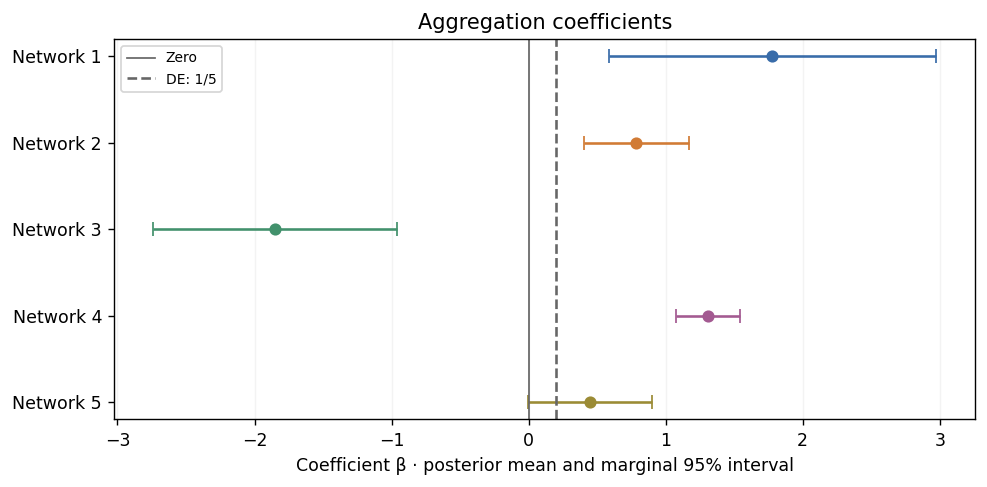 Aggregation coefficients
Zero
DE: 1/5
Network 1
Network 2
Network 3
Network 4
Network 5
−3 −2 −1 0 1 2 3
Coefficient β · posterior mean and marginal 95% interval